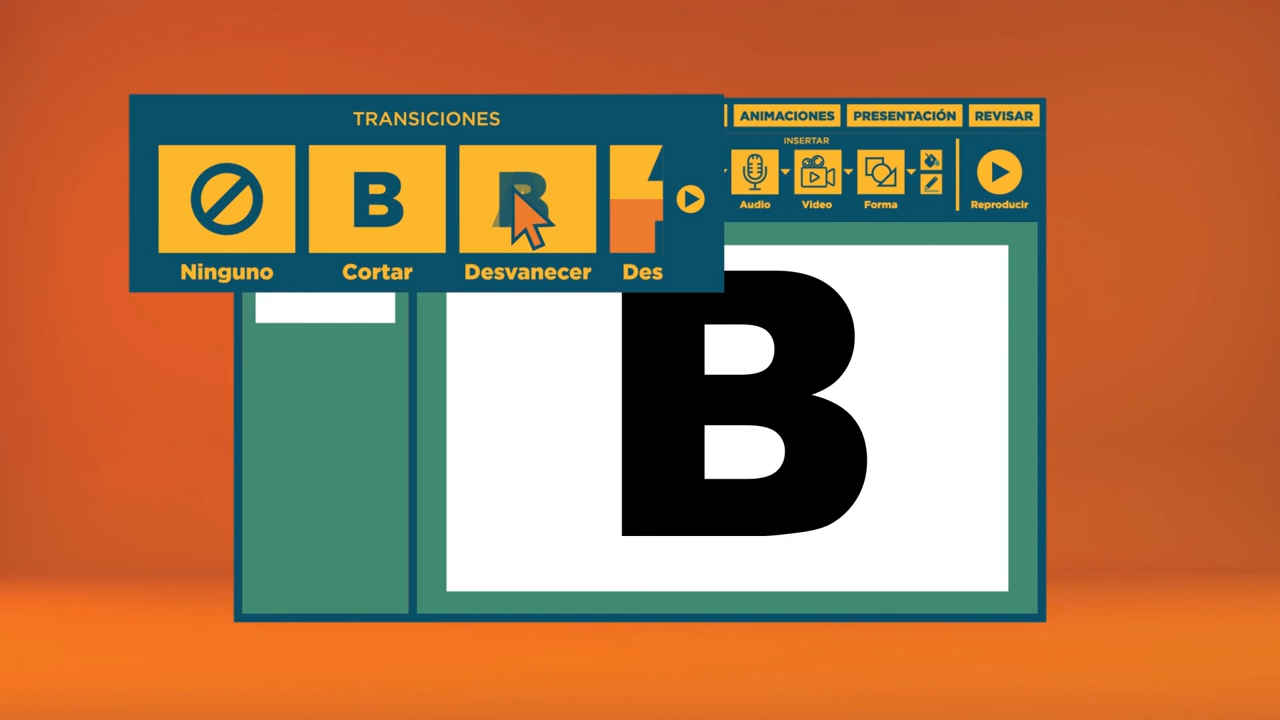 TRANSICIONES
ANIMACIONES PRESENTACIÓN REVISAR
INSERTAR
B
Audio Video Forma Reproducir
Ninguno Cortar Desvanecer Des
B